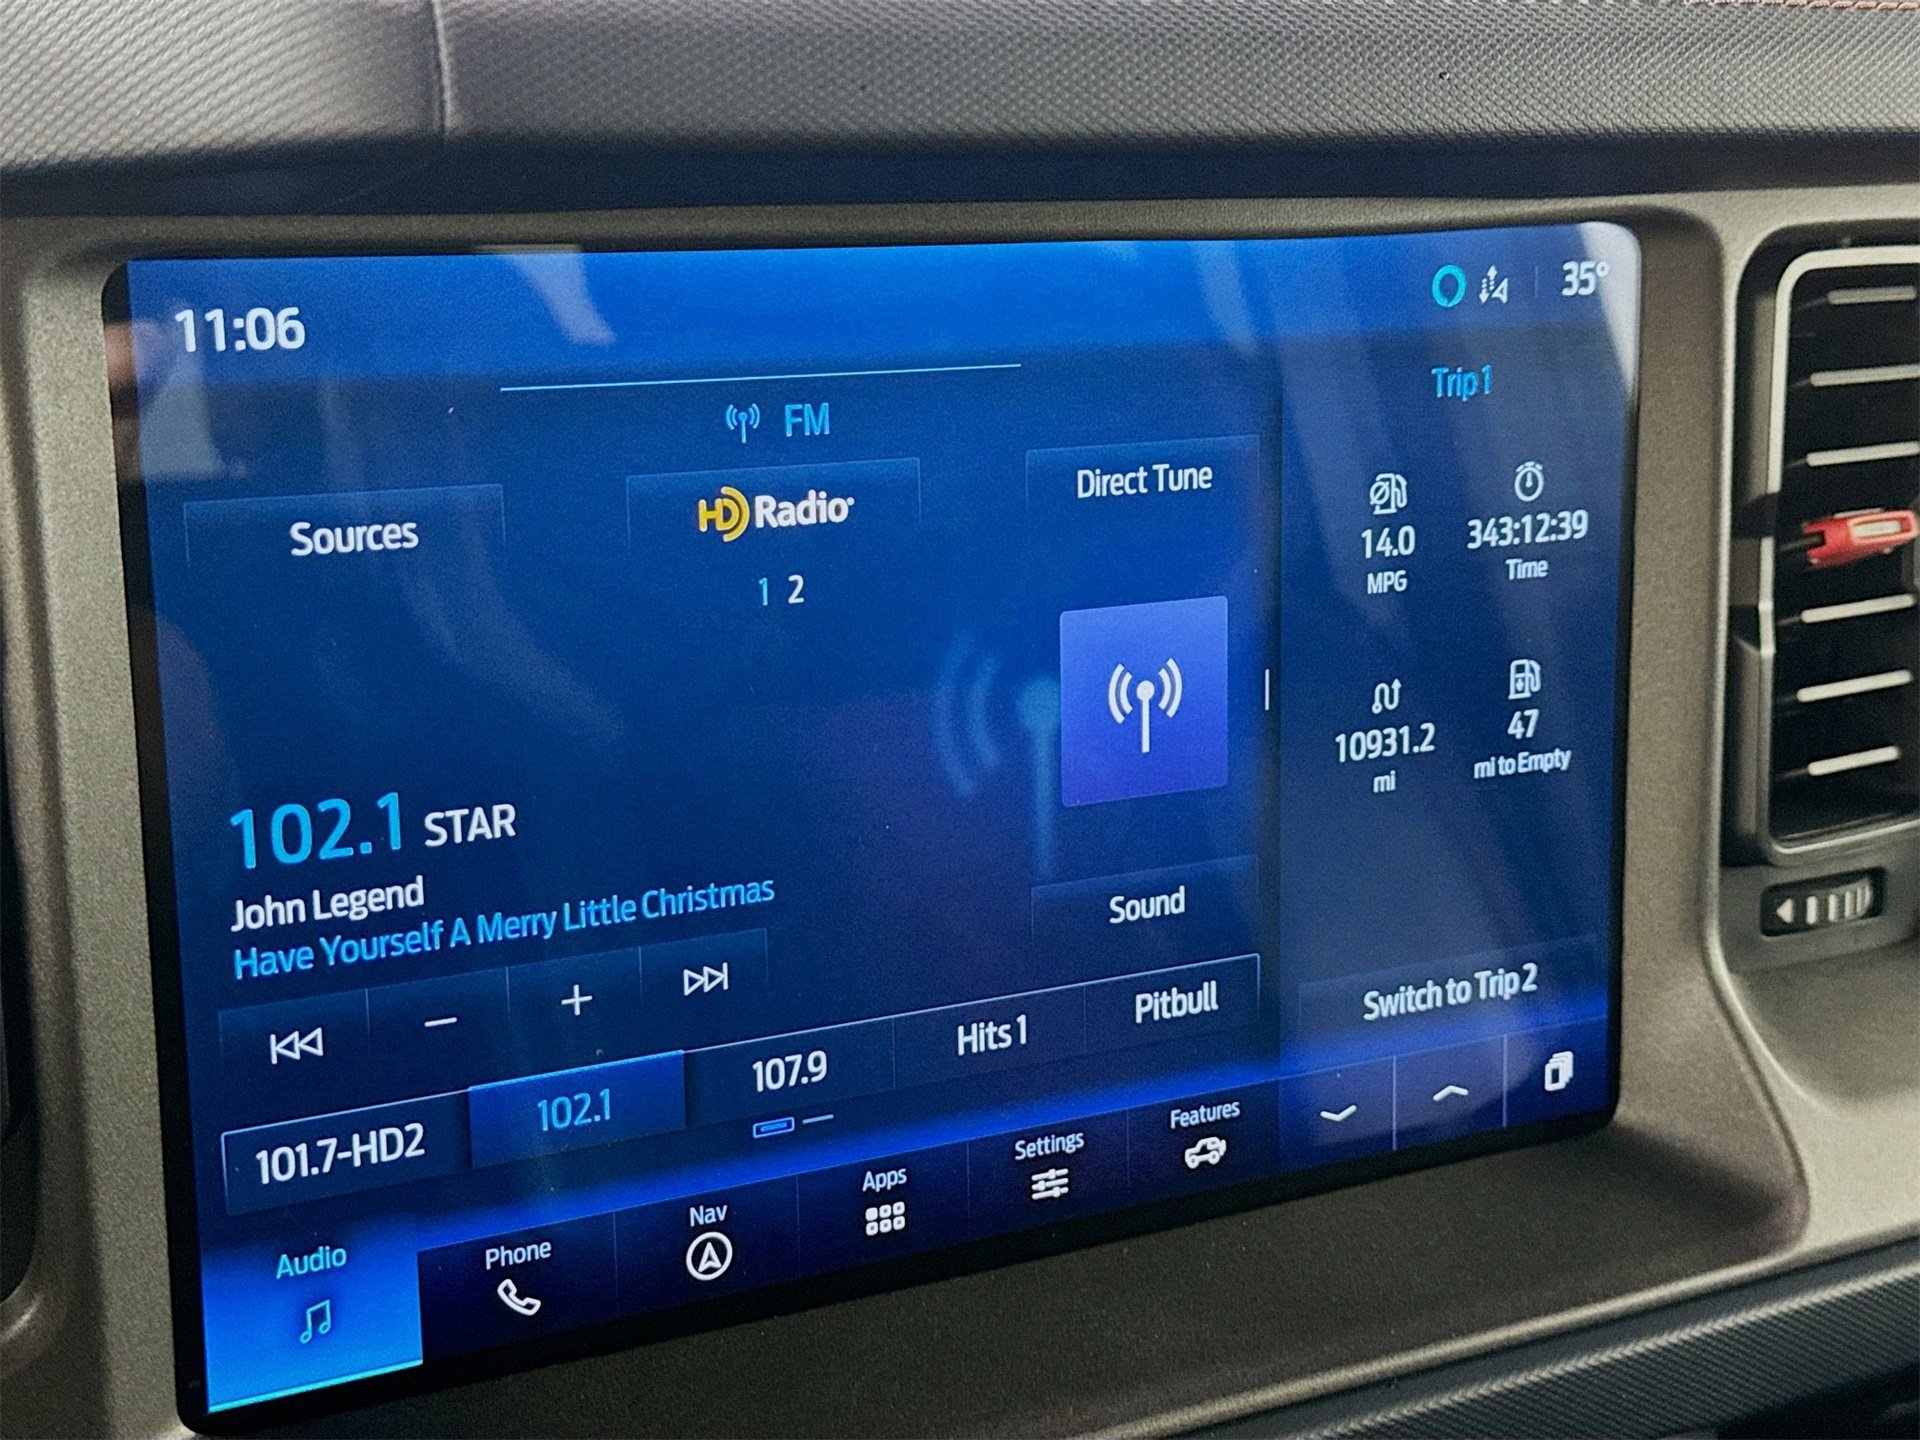 11:06
35°
FM
Trip 1
Sources
HD Radio
Direct Tune
1 2
14.0
MPG
343:12:39
Time
10931.2
mi
47
mi to Empty
102.1 STAR
John Legend
Have Yourself A Merry Little Christmas
Sound
Switch to Trip 2
101.7-HD2
102.1
107.9
Hits 1
Pitbull
Audio
Phone
Nav
Apps
Settings
Features